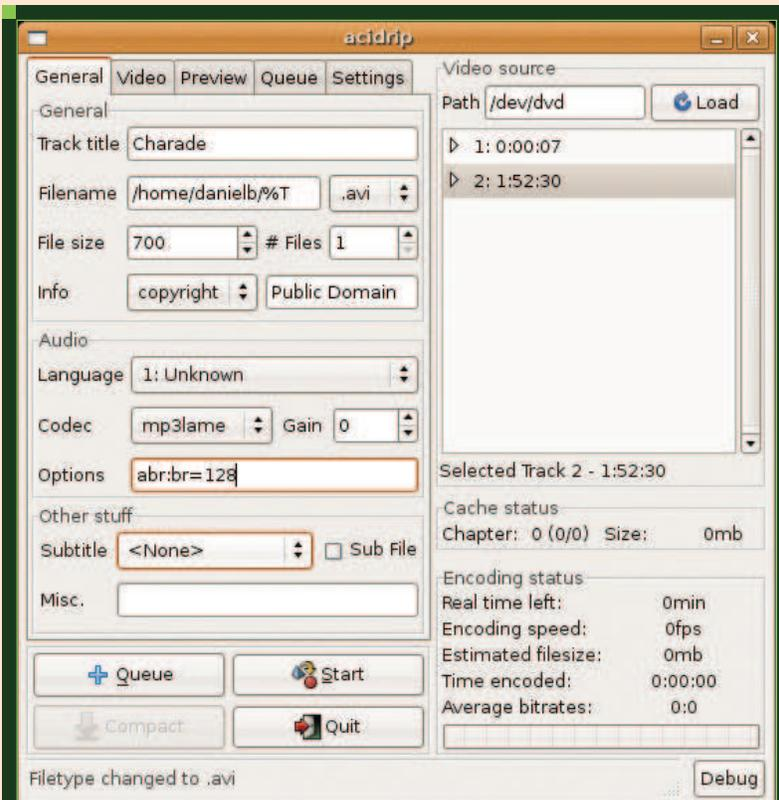 acidrip
General Video Preview Queue Settings
General
Track title Charade
Filename /home/danielb/%T .avi
File size 700 # Files 1
Info copyright Public Domain
Audio
Language 1: Unknown
Codec mp3lame Gain 0
Options abr:br=128
Other stuff
Subtitle <None> Sub File
Misc.
Queue Start
Compact Quit
Video source
Path /dev/dvd Load
1: 0:00:07
2: 1:52:30
Selected Track 2 - 1:52:30
Cache status
Chapter: 0 (0/0) Size: 0mb
Encoding status
Real time left: 0min
Encoding speed: 0fps
Estimated filesize: 0mb
Time encoded: 0:00:00
Average bitrates: 0:0
Filetype changed to .avi
Debug